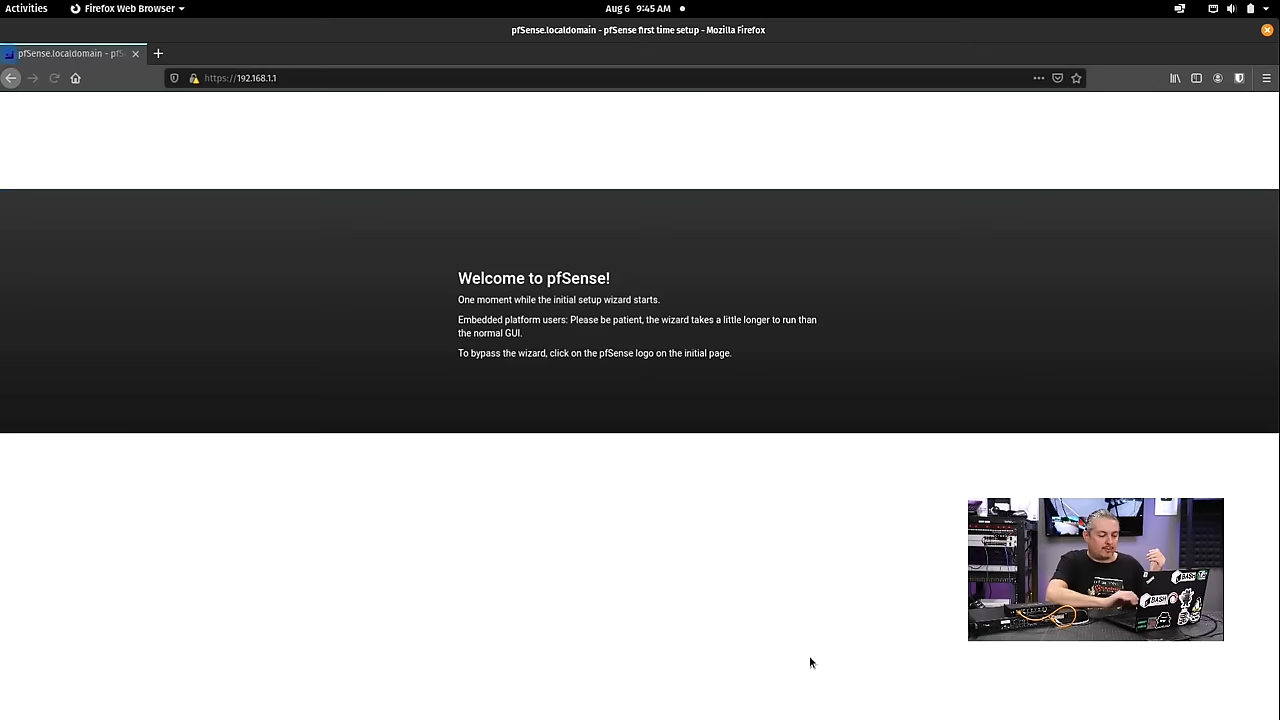 Activities
Firefox Web Browser
Aug 6 9:45 AM
pfSense.localdomain - pfSense first time setup - Mozilla Firefox
pfSense.localdomain - pfS
https://192.168.1.1
Welcome to pfSense!
One moment while the initial setup wizard starts.
Embedded platform users: Please be patient, the wizard takes a little longer to run than
the normal GUI.
To bypass the wizard, click on the pfSense logo on the initial page.
BASH
BASH